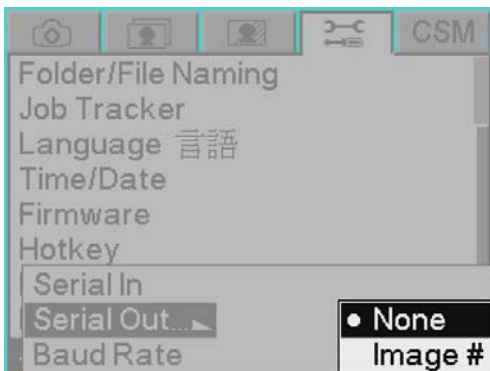 CSM
Folder/File Naming
Job Tracker
Language 言語
Time/Date
Firmware
Hotkey
Serial In
Serial Out...
None
Baud Rate
Image #